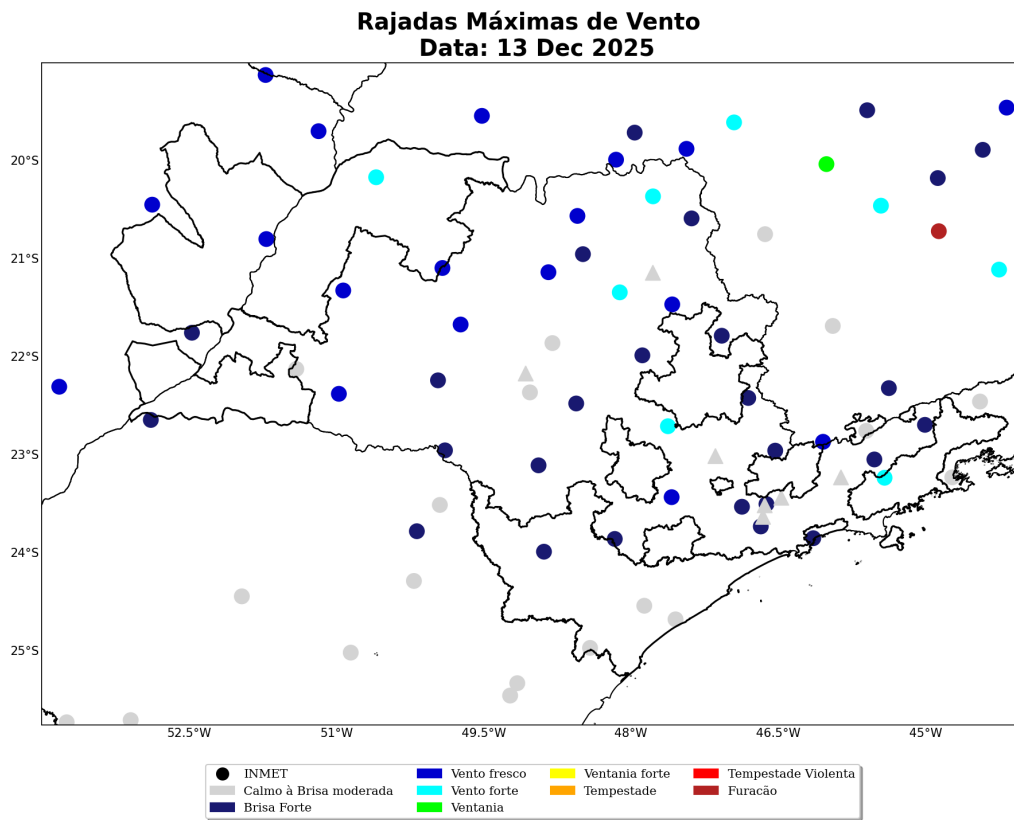 Rajadas Máximas de Vento
Data: 13 Dec 2025
20°S
21°S
22°S
23°S
24°S
25°S
52.5°W
51°W
49.5°W
48°W
46.5°W
45°W
INMET
Calmo à Brisa moderada
Brisa Forte
Vento fresco
Vento forte
Ventania
Ventania forte
Tempestade
Tempestade Violenta
Furacão